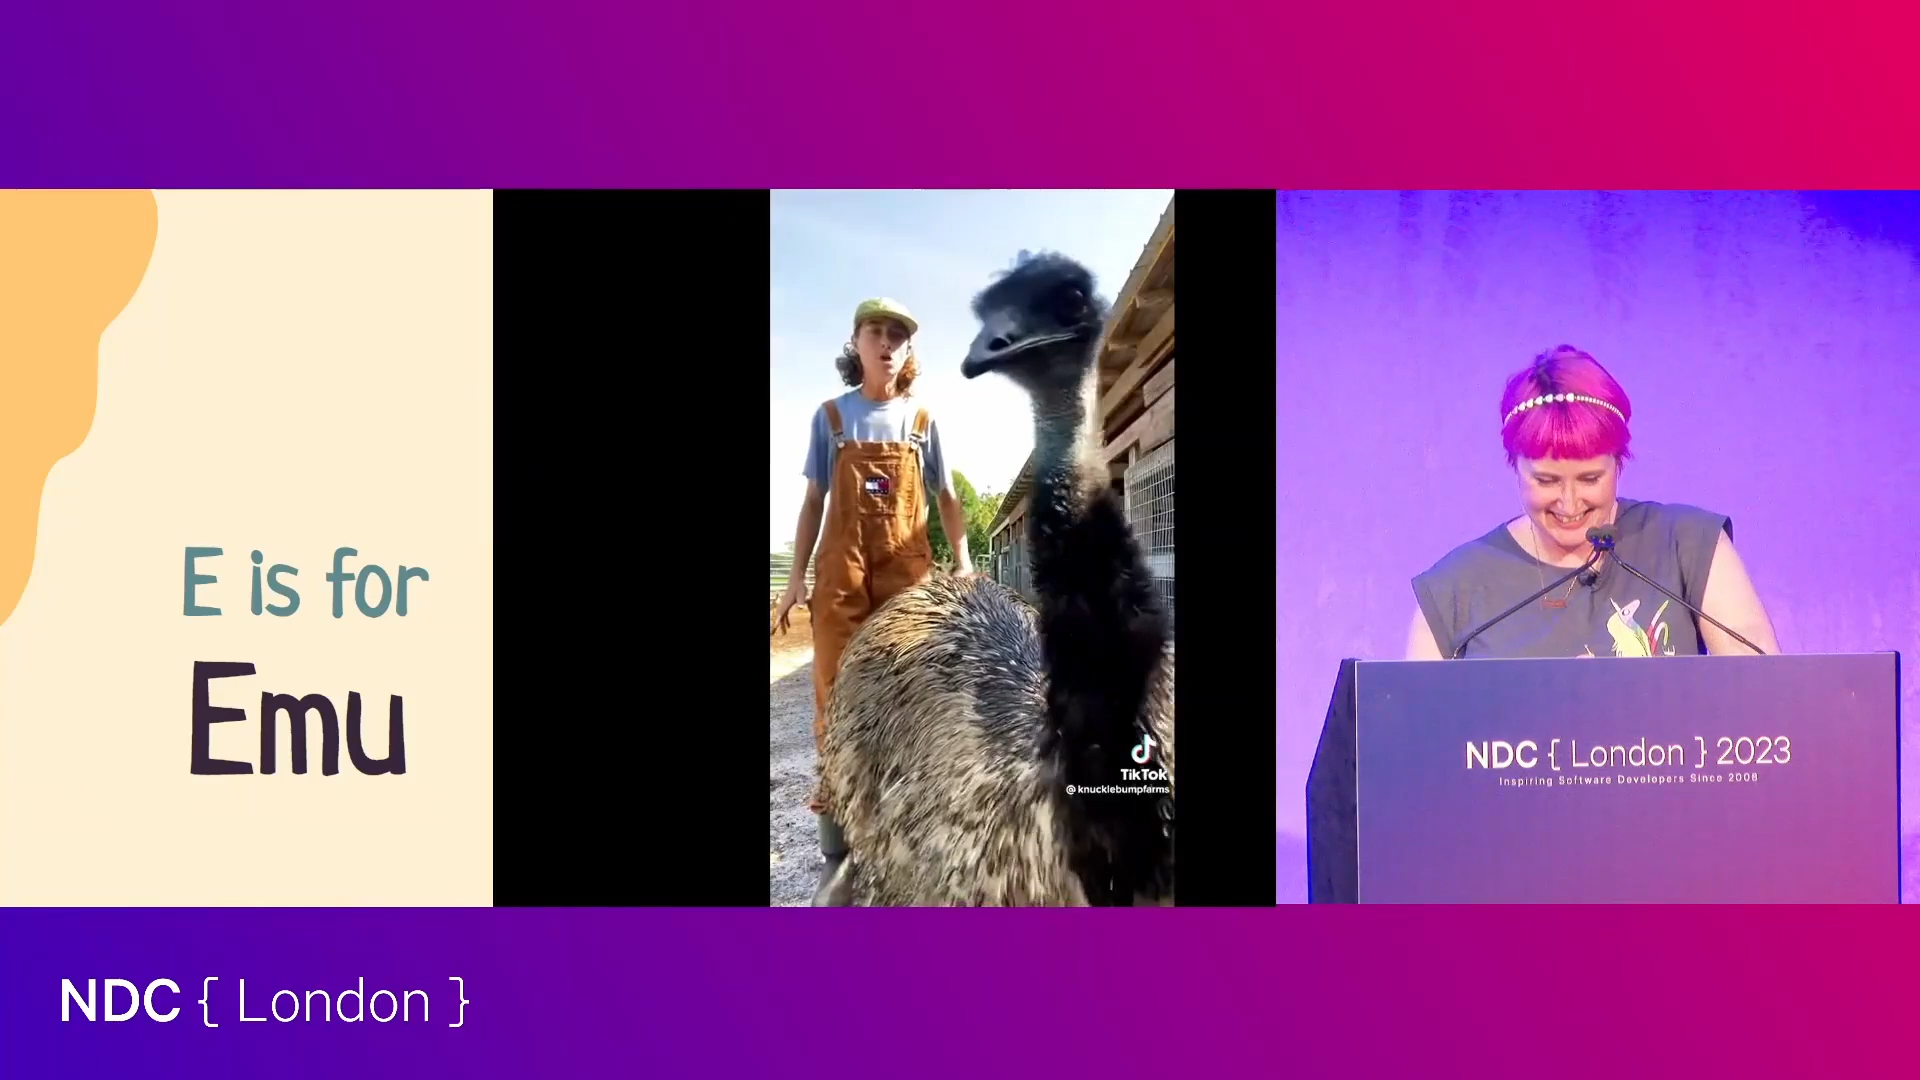 E is for
Emu
TikTok
@knucklebumpfarms
NDC { London } 2023
Inspiring Software Developers Since 2008
NDC { London }